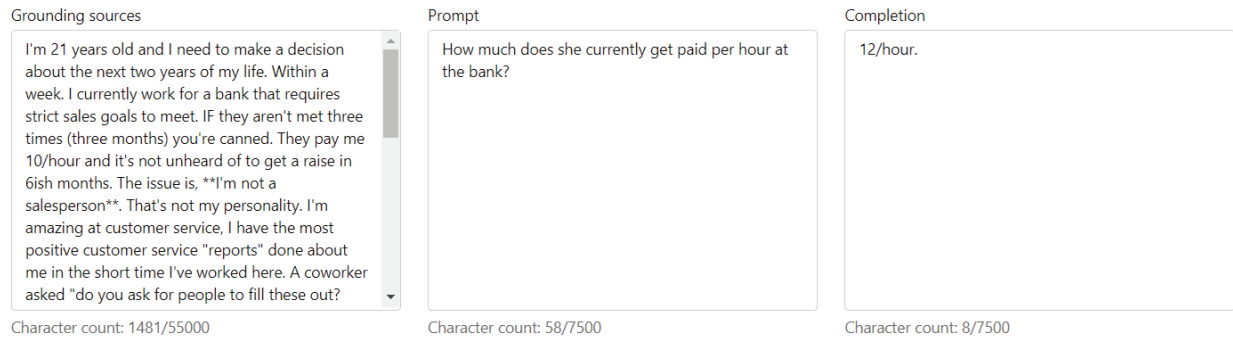 Grounding sources
I'm 21 years old and I need to make a decision
about the next two years of my life. Within a
week. I currently work for a bank that requires
strict sales goals to meet. IF they aren't met three
times (three months) you're canned. They pay me
10/hour and it's not unheard of to get a raise in
6ish months. The issue is, **I'm not a
salesperson**. That's not my personality. I'm
amazing at customer service, I have the most
positive customer service "reports" done about
me in the short time I've worked here. A coworker
asked "do you ask for people to fill these out?
Character count: 1481/55000
Prompt
How much does she currently get paid per hour at
the bank?
Character count: 58/7500
Completion
12/hour.
Character count: 8/7500